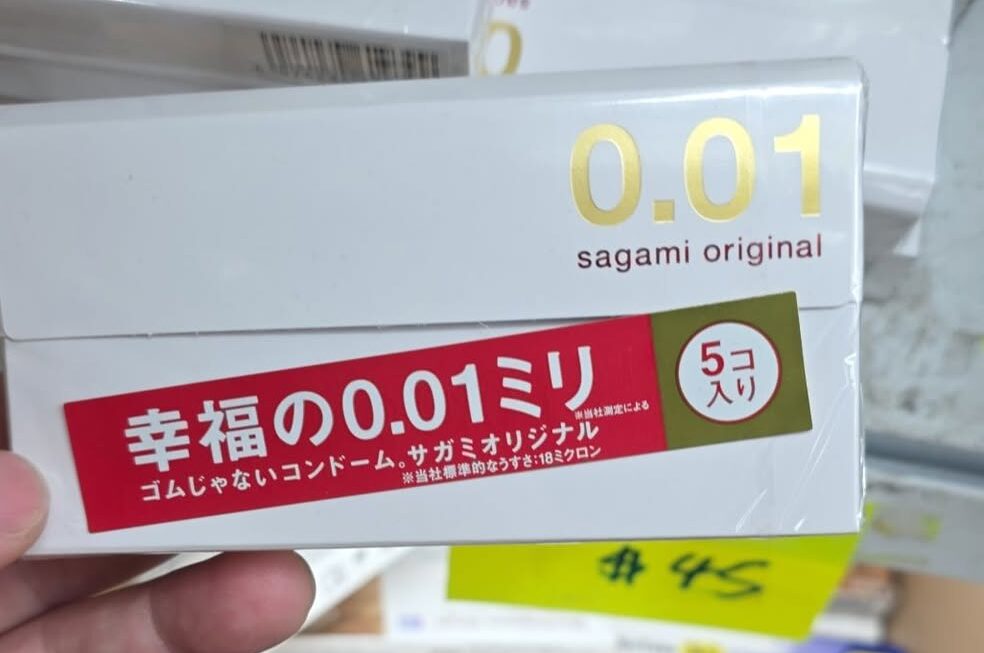 0.01
sagami original
幸福の0.01ミリ
※当社測定による
ゴムじゃないコンドーム。サガミオリジナル
※当社標準的なうすさ:18ミクロン
5コ
入り